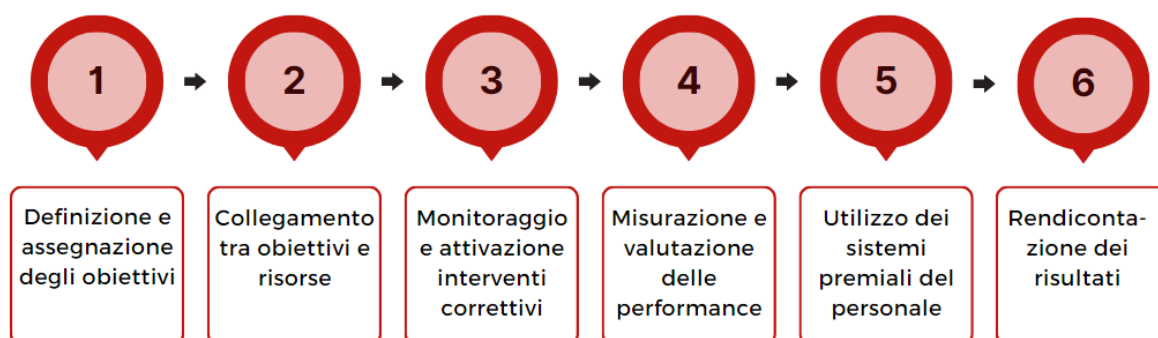 1
2
3
4
5
6
Definizione e
assegnazione
degli obiettivi
Collegamento
tra obiettivi e
risorse
Monitoraggio
e attivazione
interventi
correttivi
Misurazione e
valutazione
delle
performance
Utilizzo dei
sistemi
premiali del
personale
Rendiconta-
zione dei
risultati